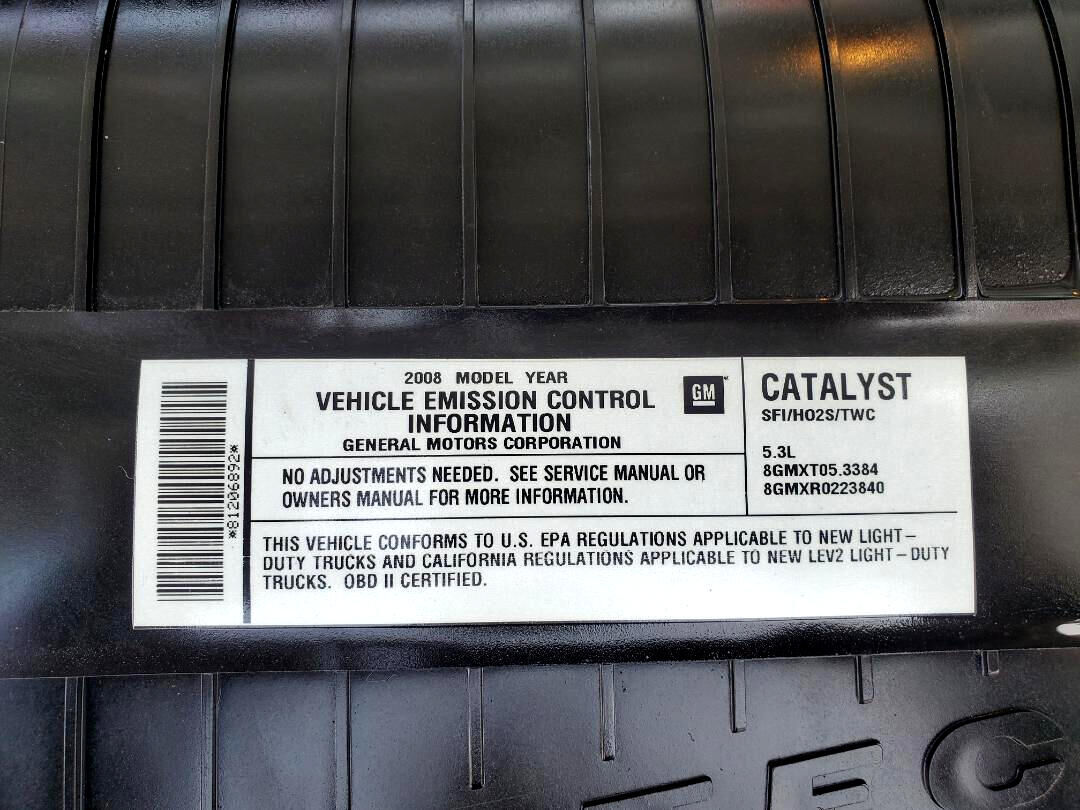 *81206892*
2008 MODEL YEAR
VEHICLE EMISSION CONTROL
INFORMATION
GENERAL MOTORS CORPORATION
GM
NO ADJUSTMENTS NEEDED. SEE SERVICE MANUAL OR
OWNERS MANUAL FOR MORE INFORMATION.
CATALYST
SFI/HO2S/TWC
5.3L
8GMXT05.3384
8GMXR0223840
THIS VEHICLE CONFORMS TO U.S. EPA REGULATIONS APPLICABLE TO NEW LIGHT-
DUTY TRUCKS AND CALIFORNIA REGULATIONS APPLICABLE TO NEW LEV2 LIGHT-DUTY
TRUCKS. OBD II CERTIFIED.